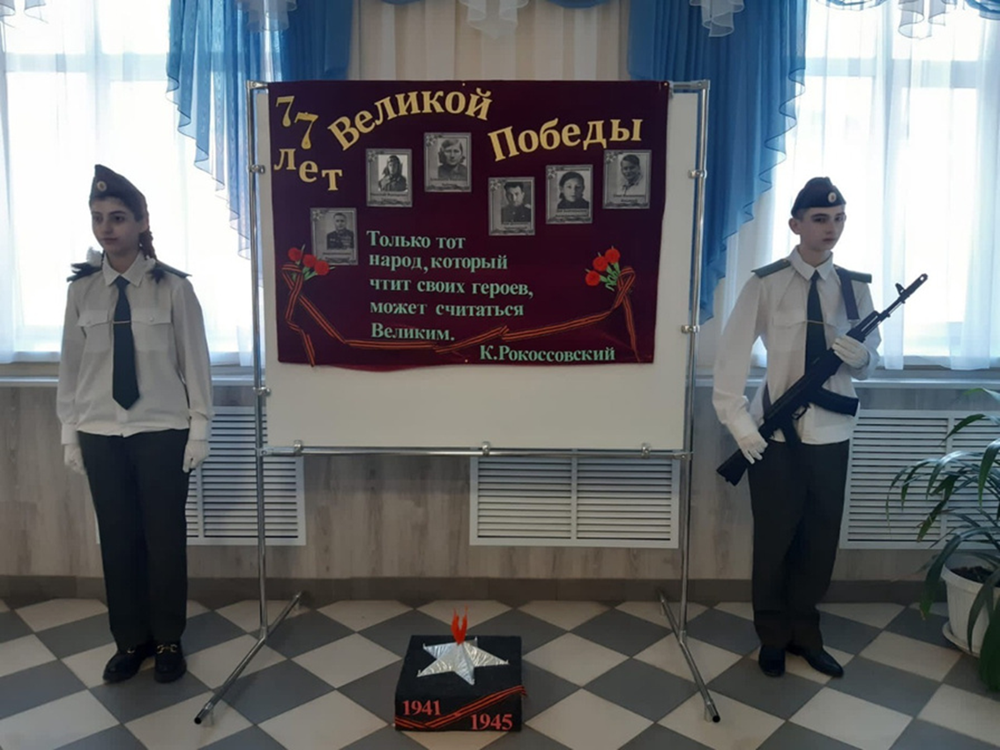 77
лет
Великой
Победы
Только тот
народ, который
чтит своих героев,
может считаться
Великим.
К.Рокоссовский
1941
1945